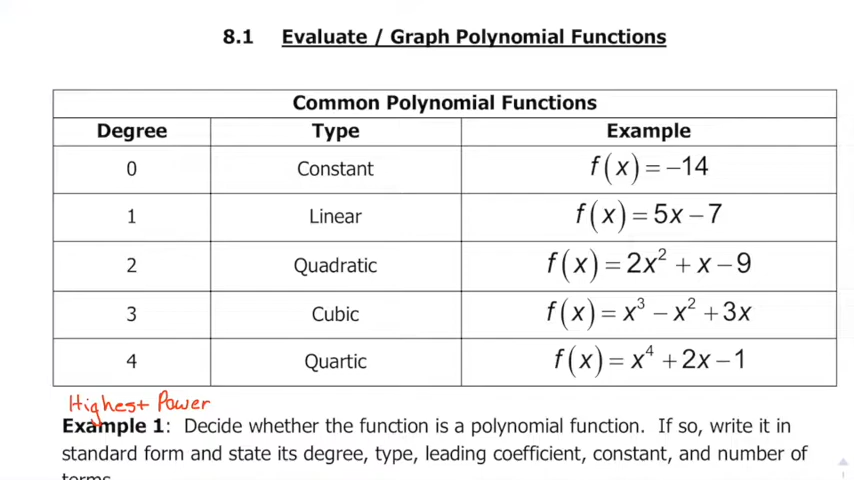 8.1 Evaluate / Graph Polynomial Functions
Common Polynomial Functions
Degree Type Example
0 Constant f(x) = −14
1 Linear f(x) = 5x − 7
2 Quadratic f(x) = 2x² + x − 9
3 Cubic f(x) = x³ − x² + 3x
4 Quartic f(x) = x⁴ + 2x − 1
Highest Power
Example 1: Decide whether the function is a polynomial function. If so, write it in
standard form and state its degree, type, leading coefficient, constant, and number of
terms